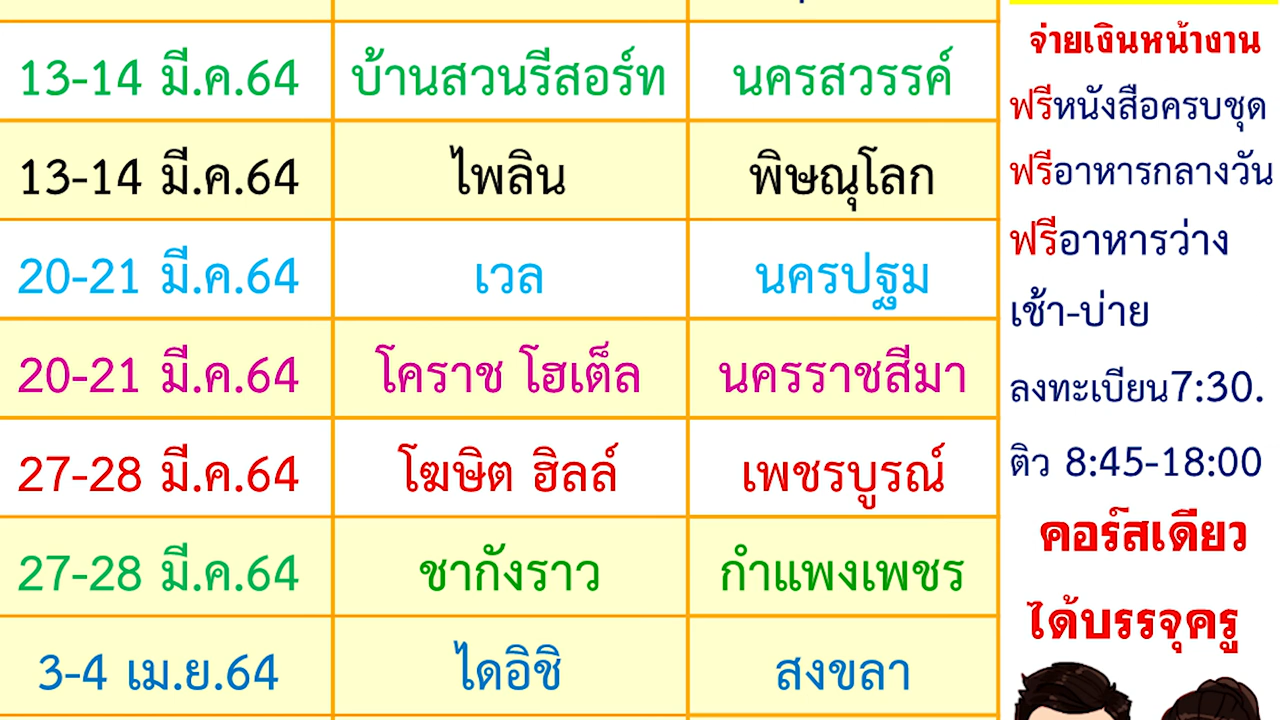 13-14 มี.ค.64 บ้านสวนรีสอร์ท นครสวรรค์
13-14 มี.ค.64 ไพลิน พิษณุโลก
20-21 มี.ค.64 เวล นครปฐม
20-21 มี.ค.64 โคราช โฮเต็ล นครราชสีมา
27-28 มี.ค.64 โฆษิต ฮิลล์ เพชรบูรณ์
27-28 มี.ค.64 ชากังราว กำแพงเพชร
3-4 เม.ย.64 ไดอิชิ สงขลา
จ่ายเงินหน้างาน
ฟรีหนังสือครบชุด
ฟรีอาหารกลางวัน
ฟรีอาหารว่าง
เช้า-บ่าย
ลงทะเบียน7:30.
ติว 8:45-18:00
คอร์สเดียว
ได้บรรจุครู